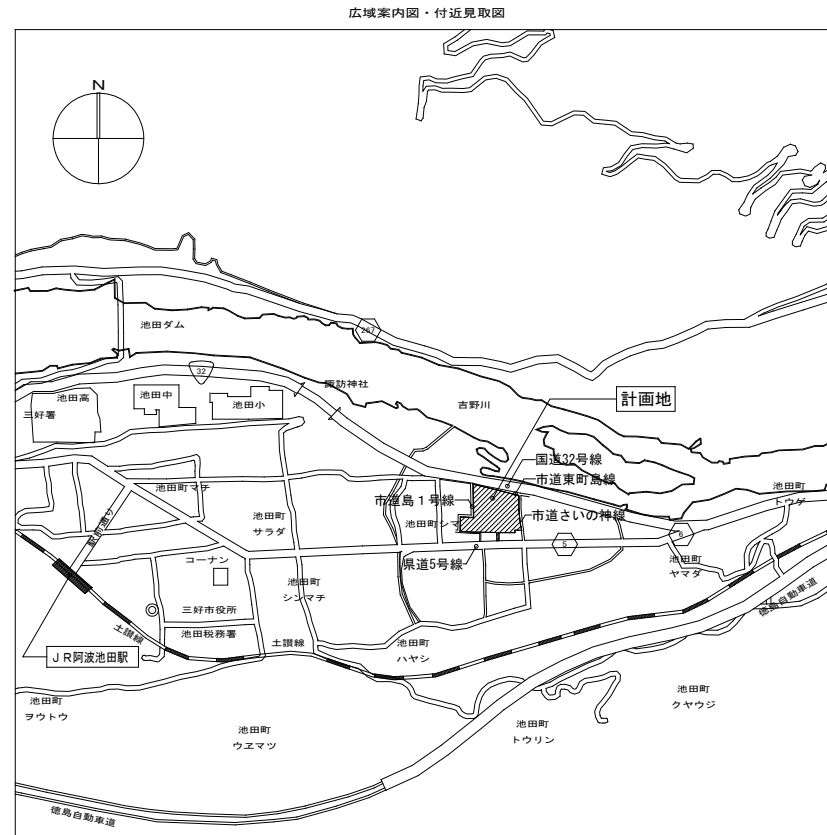 広域案内図・付近見取図
N
池田ダム
267
32
諏訪神社
池田高
池田中
池田小
三好署
吉野川
計画地
国道32号線
市道東町島線
池田町
トウゲ
市道島1号線
池田町マチ
池田町シマ
市道さいの神線
駅前通り
池田町
サラダ
県道5号線
5
6
池田町
ヤマダ
コーナン
池田町
シンマチ
三好市役所
池田税務署
土讃線
土讃線
池田町
ハヤシ
徳島自動車道
JR阿波池田駅
池田町
ヲウトウ
池田町
ウヱマツ
池田町
トウリン
池田町
クヤウジ
徳島自動車道